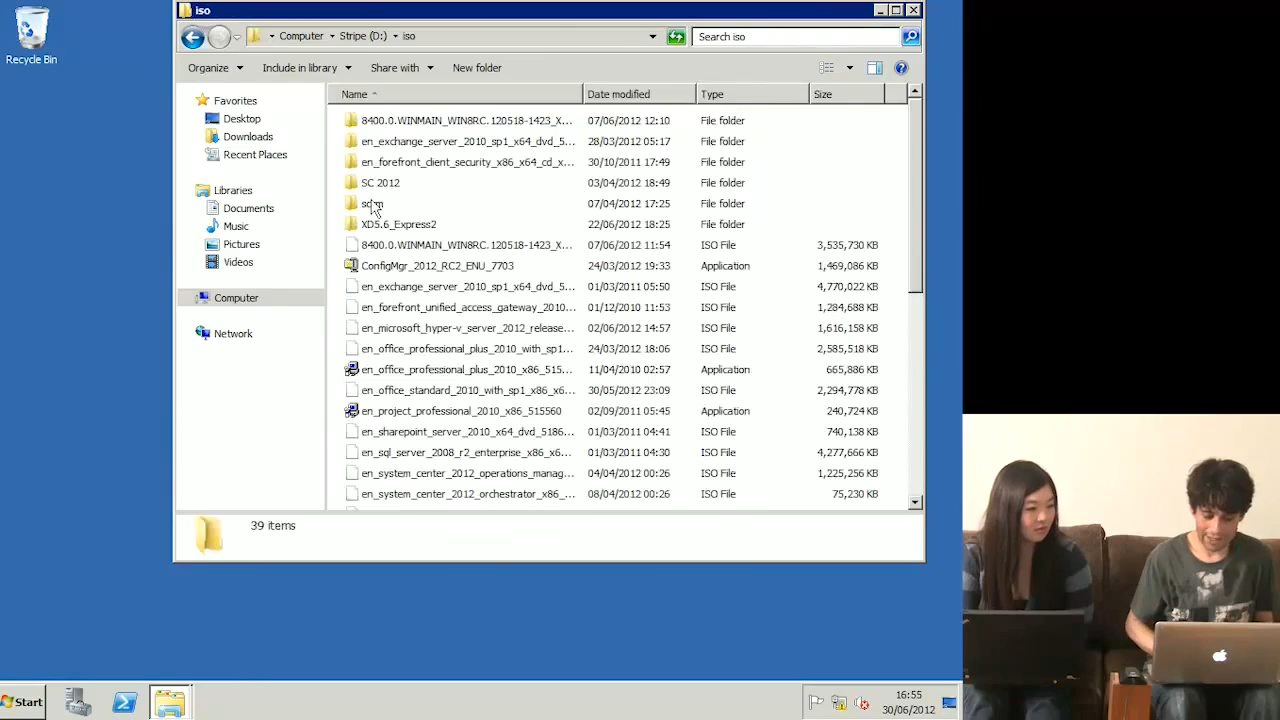 iso
Computer Stripe (D:) iso
Search iso
Recycle Bin
Organize Include in library Share with New folder
Name Date modified Type Size
Favorites
Desktop
Downloads
Recent Places
Libraries
Documents
Music
Pictures
Videos
Computer
Network
8400.0.WINMAIN_WIN8RC.120518-1423_X... 07/06/2012 12:10 File folder
en_exchange_server_2010_sp1_x64_dvd_5... 28/03/2012 05:17 File folder
en_forefront_client_security_x86_x64_cd_x... 30/10/2011 17:49 File folder
SC 2012 03/04/2012 18:49 File folder
07/04/2012 17:25 File folder
XD5.6_Express2 22/06/2012 18:25 File folder
8400.0.WINMAIN_WIN8RC.120518-1423_X... 07/06/2012 11:54 ISO File 3,535,730 KB
ConfigMgr_2012_RC2_ENU_7703 24/03/2012 19:33 Application 1,469,086 KB
en_exchange_server_2010_sp1_x64_dvd_5... 01/03/2011 05:50 ISO File 4,770,022 KB
en_forefront_unified_access_gateway_2010... 01/12/2010 11:53 ISO File 1,284,688 KB
en_microsoft_hyper-v_server_2012_release... 02/06/2012 14:57 ISO File 1,616,158 KB
en_office_professional_plus_2010_with_sp1... 24/03/2012 18:06 ISO File 2,585,518 KB
en_office_professional_plus_2010_x86_515... 11/04/2010 02:57 Application 665,886 KB
en_office_standard_2010_with_sp1_x86_x6... 30/05/2012 23:09 ISO File 2,294,778 KB
en_project_professional_2010_x86_515560 02/09/2011 05:45 Application 240,724 KB
en_sharepoint_server_2010_x64_dvd_5186... 01/03/2011 04:41 ISO File 740,138 KB
en_sql_server_2008_r2_enterprise_x86_x6... 01/03/2011 04:30 ISO File 4,277,666 KB
en_system_center_2012_operations_manag... 04/04/2012 00:26 ISO File 1,225,256 KB
en_system_center_2012_orchestrator_x86_... 08/04/2012 00:26 ISO File 75,230 KB
39 items
Start
16:55
30/06/2012